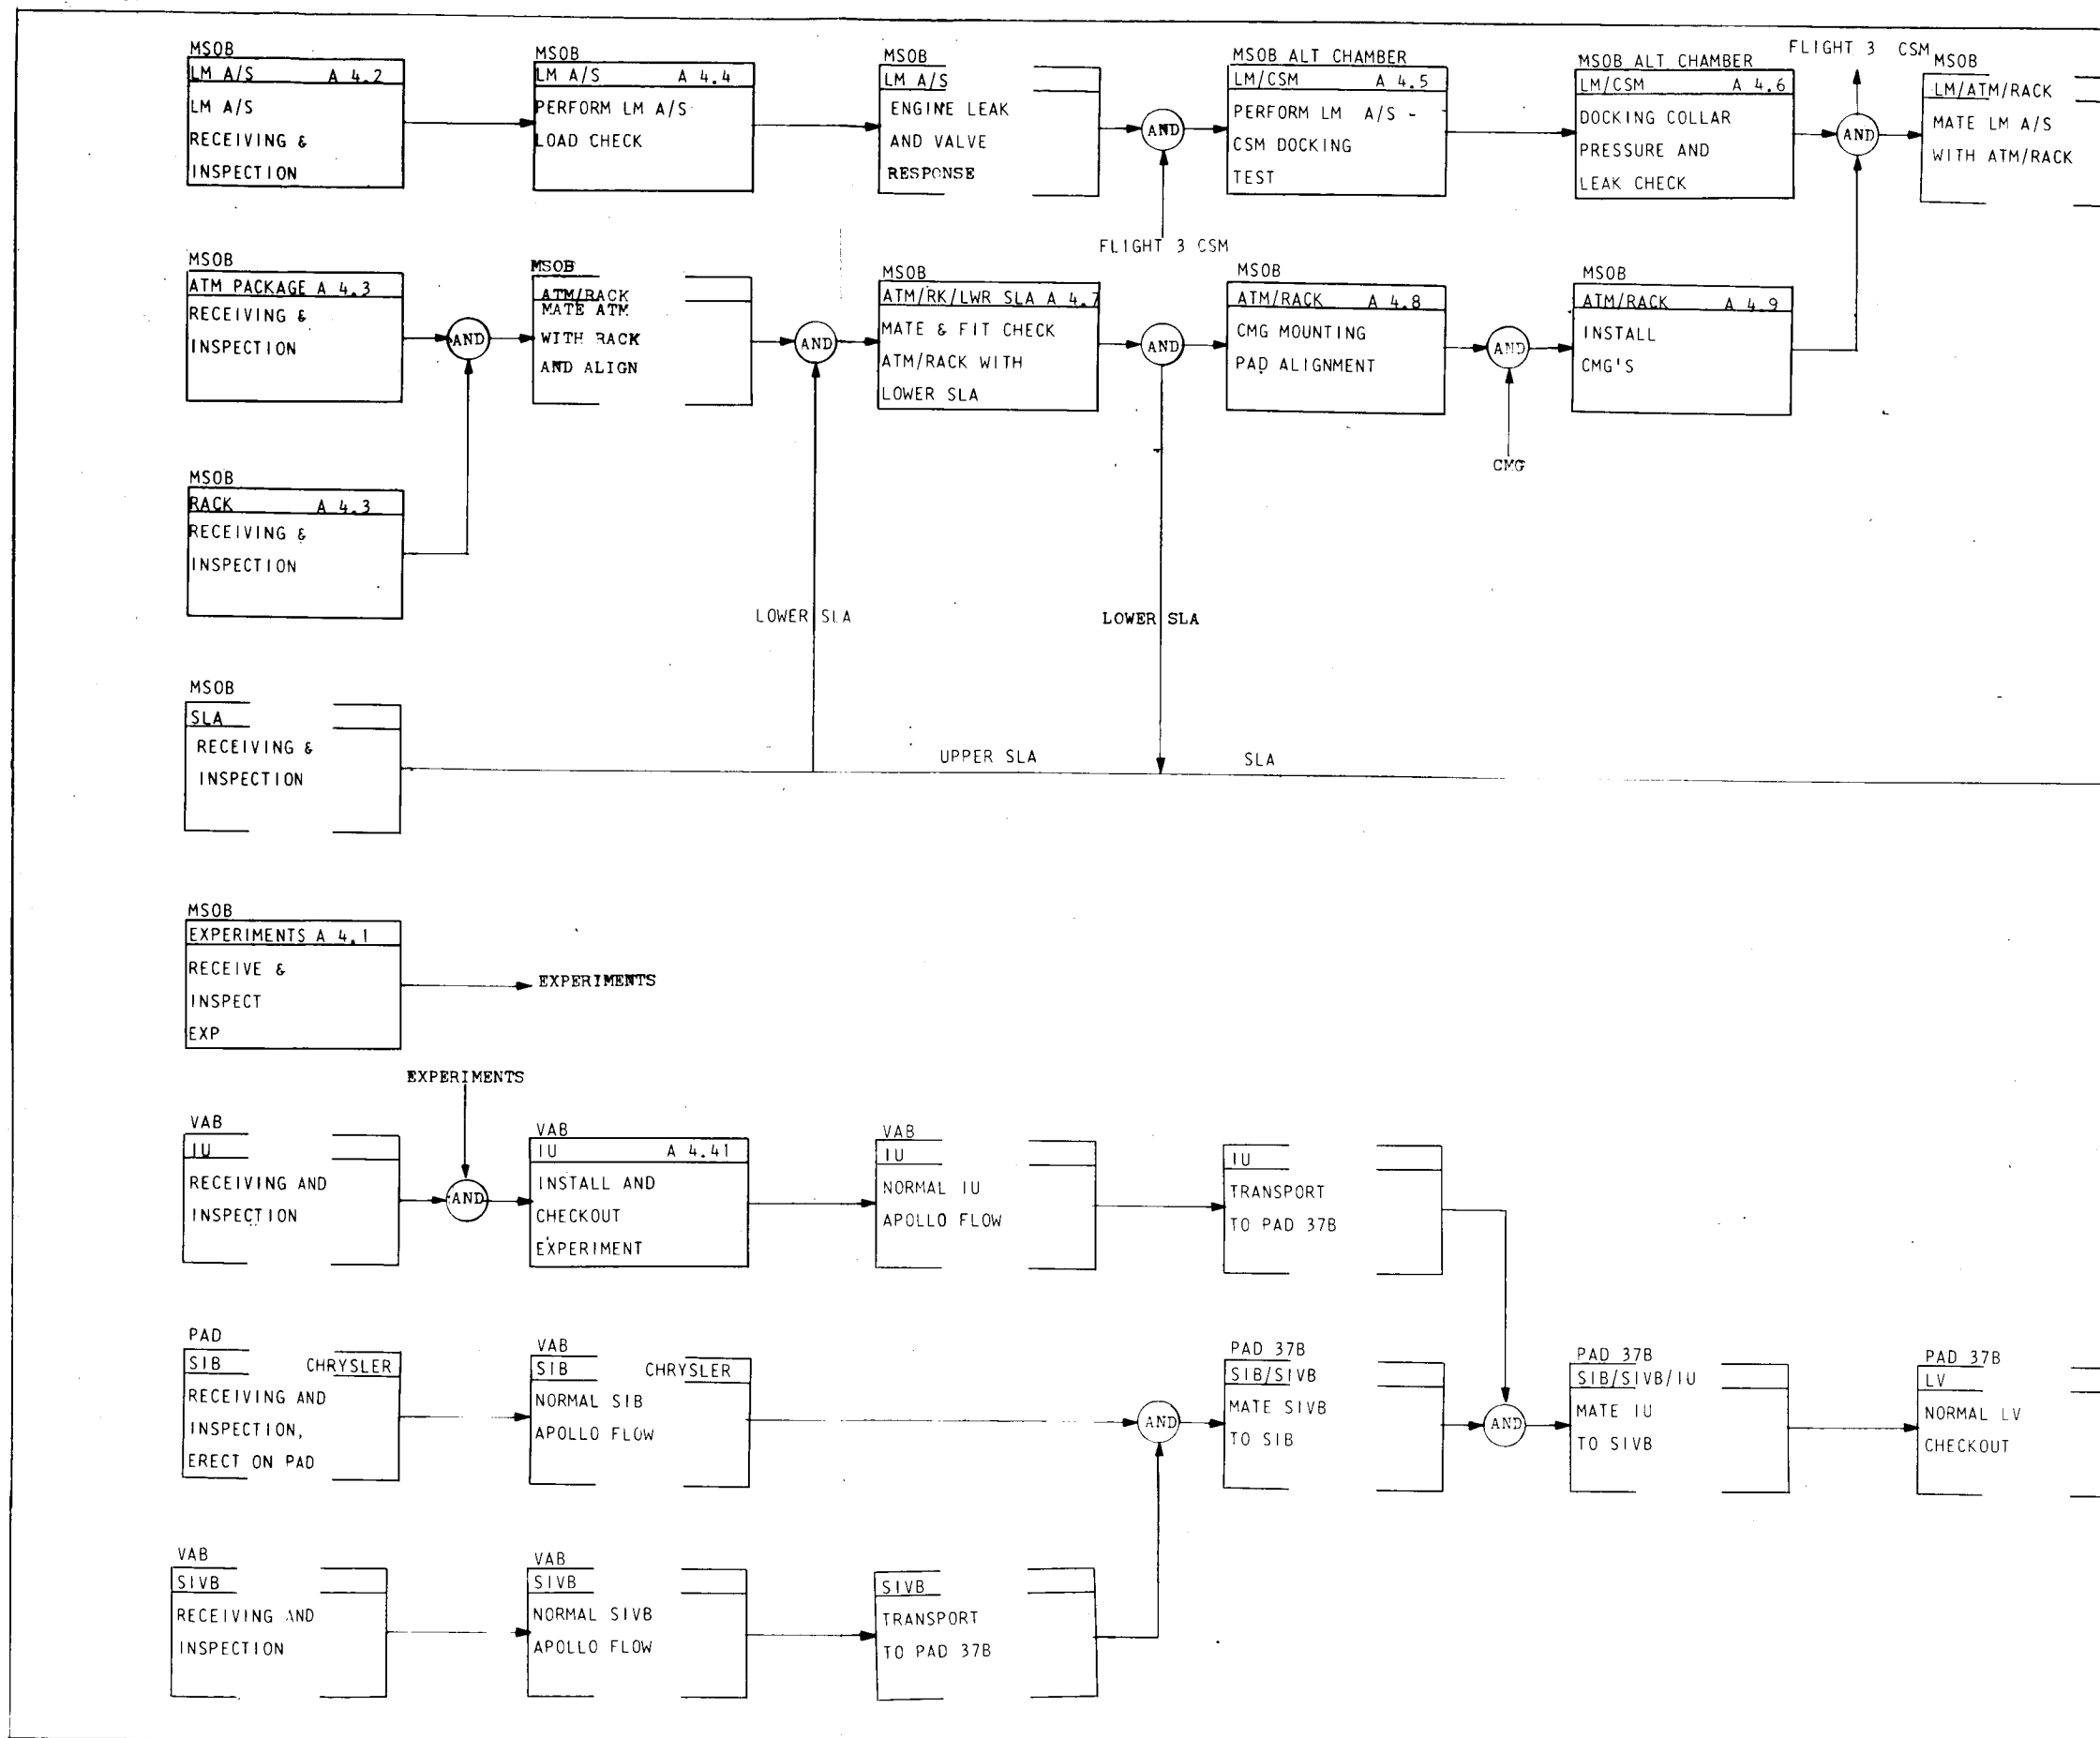 MSOB
LM A/S A 4.2
LM A/S
RECEIVING &
INSPECTION
MSOB
LM A/S A 4.4
PERFORM LM A/S
LOAD CHECK
MSOB
LM A/S
ENGINE LEAK
AND VALVE
RESPONSE
AND
FLIGHT 3 CSM
MSOB ALT CHAMBER
LM/CSM A 4.5
PERFORM LM A/S -
CSM DOCKING
TEST
MSOB ALT CHAMBER
LM/CSM A 4.6
DOCKING COLLAR
PRESSURE AND
LEAK CHECK
FLIGHT 3 CSM
AND
MSOB
LM/ATM/RACK
MATE LM A/S
WITH ATM/RACK
MSOB
ATM PACKAGE A 4.3
RECEIVING &
INSPECTION
AND
MSOB
ATM/RACK
MATE ATM
WITH RACK
AND ALIGN
AND
MSOB
ATM/RK/LWR SLA A 4.7
MATE & FIT CHECK
ATM/RACK WITH
LOWER SLA
AND
MSOB
ATM/RACK A 4.8
CMG MOUNTING
PAD ALIGNMENT
AND
CMG
MSOB
ATM/RACK A 4.9
INSTALL
CMG'S
MSOB
RACK A 4.3
RECEIVING &
INSPECTION
LOWER SLA
LOWER SLA
MSOB
SLA
RECEIVING &
INSPECTION
UPPER SLA
SLA
MSOB
EXPERIMENTS A 4.1
RECEIVE &
INSPECT
EXP
EXPERIMENTS
EXPERIMENTS
VAB
IU
RECEIVING AND
INSPECTION
AND
VAB
IU A 4.41
INSTALL AND
CHECKOUT
EXPERIMENT
VAB
IU
NORMAL IU
APOLLO FLOW
IU
TRANSPORT
TO PAD 37B
PAD
SIB CHRYSLER
RECEIVING AND
INSPECTION,
ERECT ON PAD
VAB
SIB CHRYSLER
NORMAL SIB
APOLLO FLOW
AND
PAD 37B
SIB/SIVB
MATE SIVB
TO SIB
AND
PAD 37B
SIB/SIVB/IU
MATE IU
TO SIVB
PAD 37B
LV
NORMAL LV
CHECKOUT
VAB
SIVB
RECEIVING AND
INSPECTION
VAB
SIVB
NORMAL SIVB
APOLLO FLOW
SIVB
TRANSPORT
TO PAD 37B